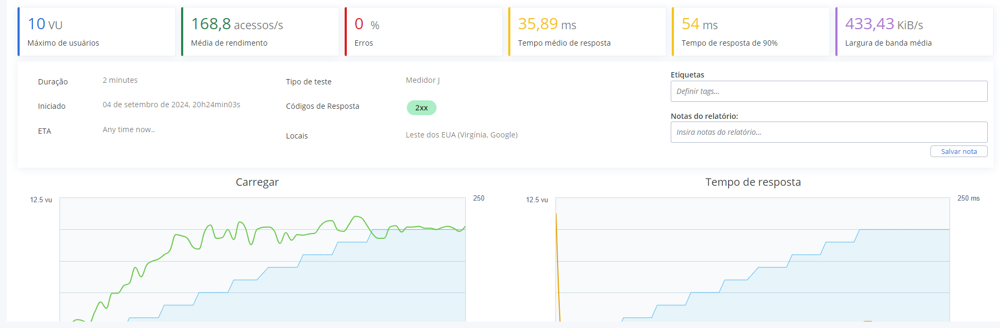 10 VU
Máximo de usuários
168,8 acessos/s
Média de rendimento
0 %
Erros
35,89 ms
Tempo médio de resposta
54 ms
Tempo de resposta de 90%
433,43 KiB/s
Largura de banda média
Duração 2 minutes
Iniciado 04 de setembro de 2024, 20h24min03s
ETA Any time now..
Tipo de teste Medidor J
Códigos de Resposta 2xx
Locais Leste dos EUA (Virgínia, Google)
Etiquetas
Definir tags...
Notas do relatório:
Insira notas do relatório...
Salvar nota
Carregar
12.5 vu
250
Tempo de resposta
12.5 vu
250 ms